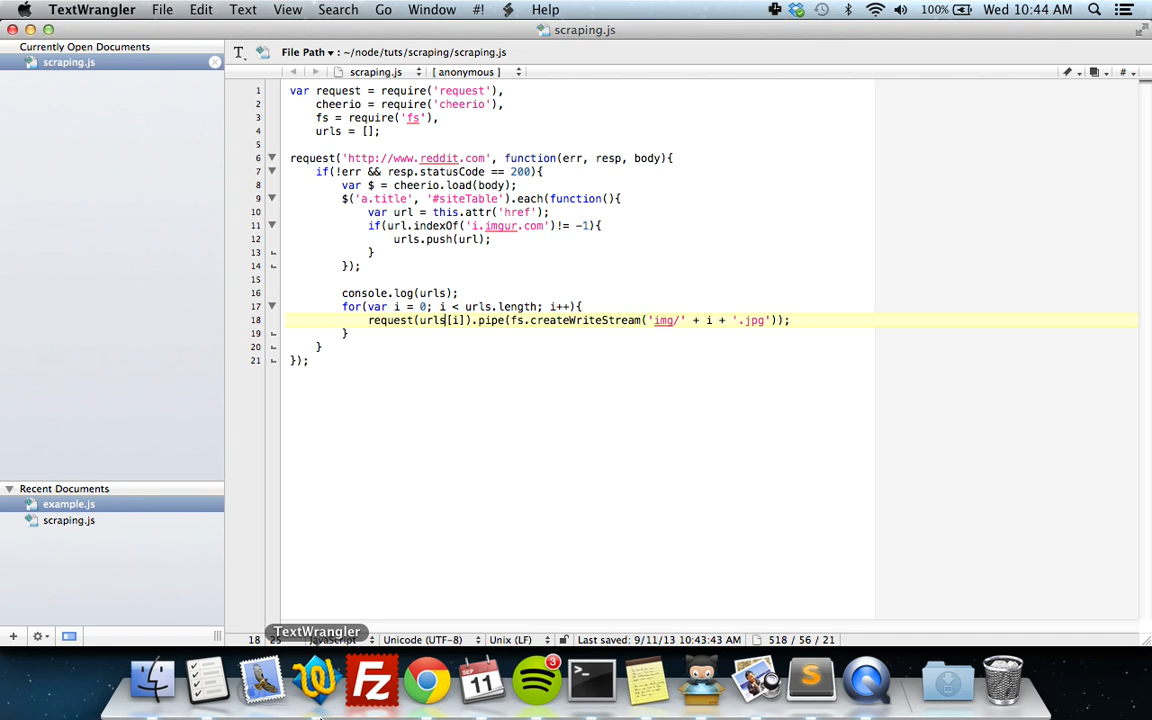 TextWrangler File Edit Text View Search Go Window #! Help 100% Wed 10:44 AM
scraping.js
Currently Open Documents
scraping.js
File Path ▾ : ~/node/tuts/scraping/scraping.js
scraping.js [ anonymous ] #
1 var request = require('request'),
2 cheerio = require('cheerio'),
3 fs = require('fs'),
4 urls = [];
5
6 request('http://www.reddit.com', function(err, resp, body){
7 if(!err && resp.statusCode == 200){
8 var $ = cheerio.load(body);
9 $('a.title', '#siteTable').each(function(){
10 var url = this.attr('href');
11 if(url.indexOf('i.imgur.com')!= -1){
12 urls.push(url);
13 }
14 });
15
16 console.log(urls);
17 for(var i = 0; i < urls.length; i++){
18 request(urls[i]).pipe(fs.createWriteStream('img/' + i + '.jpg'));
19 }
20 }
21 });
Recent Documents
example.js
scraping.js
TextWrangler
18 25 JavaScript Unicode (UTF-8) Unix (LF) Last saved: 9/11/13 10:43:43 AM 518 / 56 / 21
Fz
SEP
11
3
S